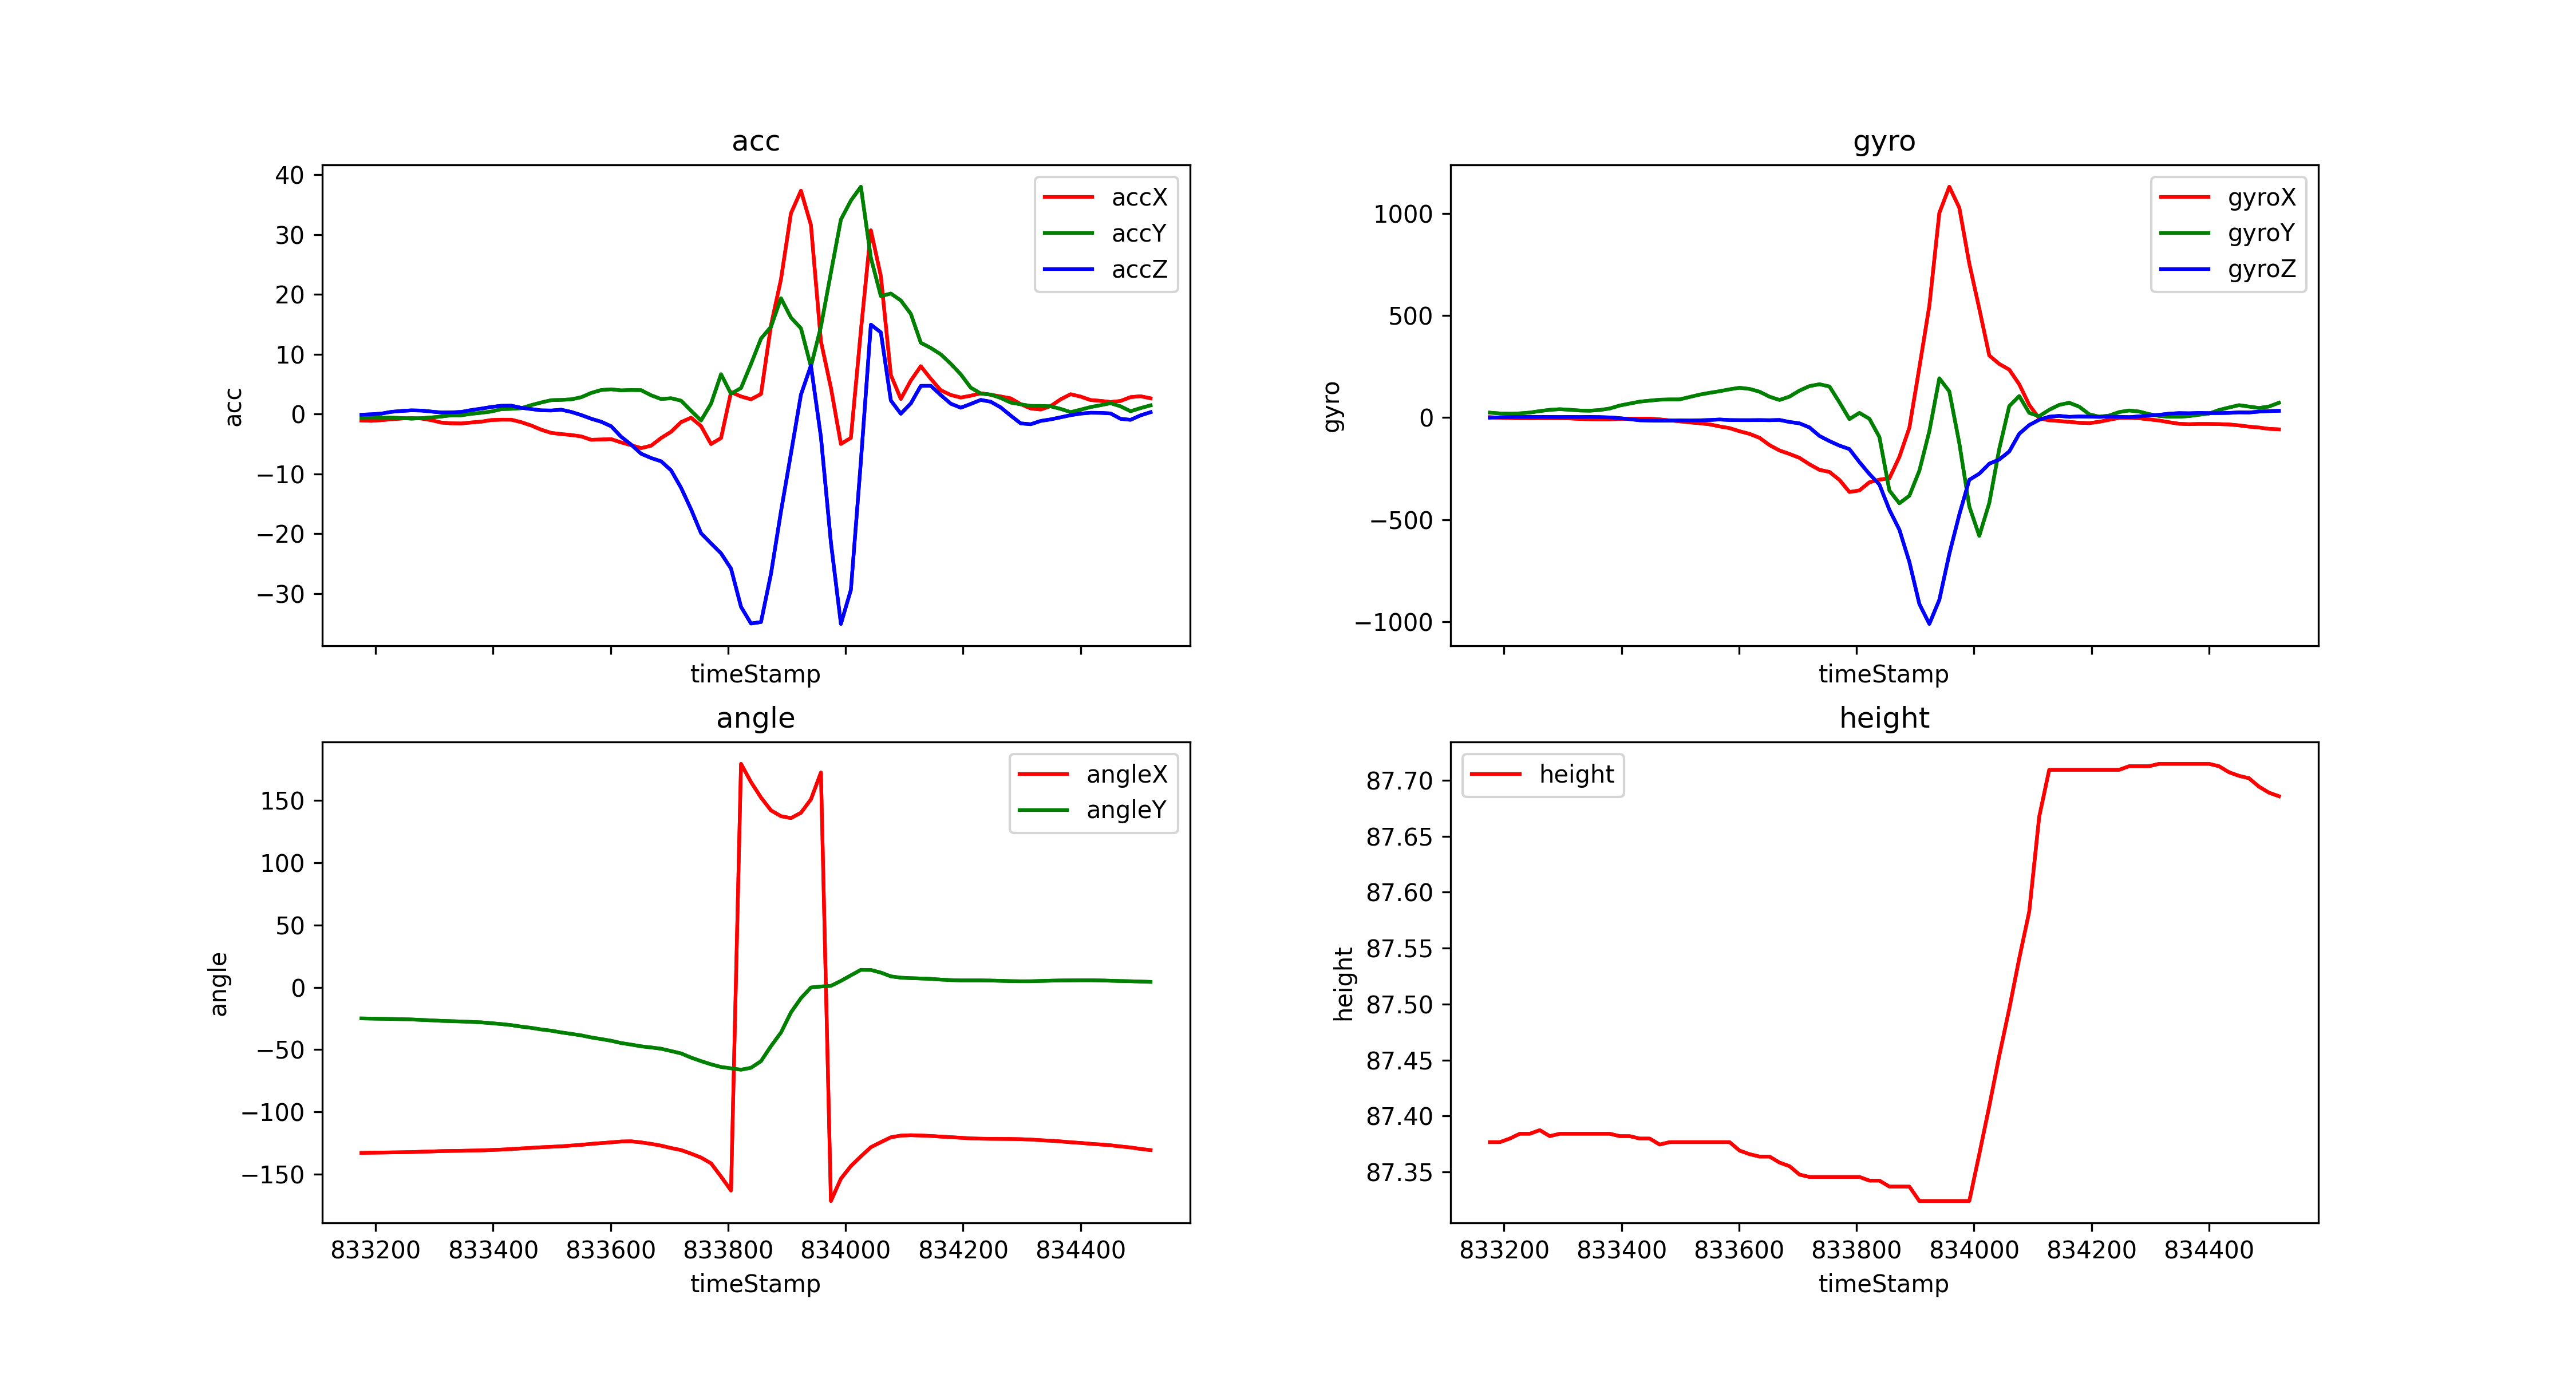 acc
40
30
20
10
0
−10
−20
−30
acc
accX
accY
accZ
timeStamp
gyro
1000
500
0
−500
−1000
gyro
gyroX
gyroY
gyroZ
timeStamp
angle
150
100
50
0
−50
−100
−150
angle
angleX
angleY
833200 833400 833600 833800 834000 834200 834400
timeStamp
height
87.70
87.65
87.60
87.55
87.50
87.45
87.40
87.35
height
height
833200 833400 833600 833800 834000 834200 834400
timeStamp